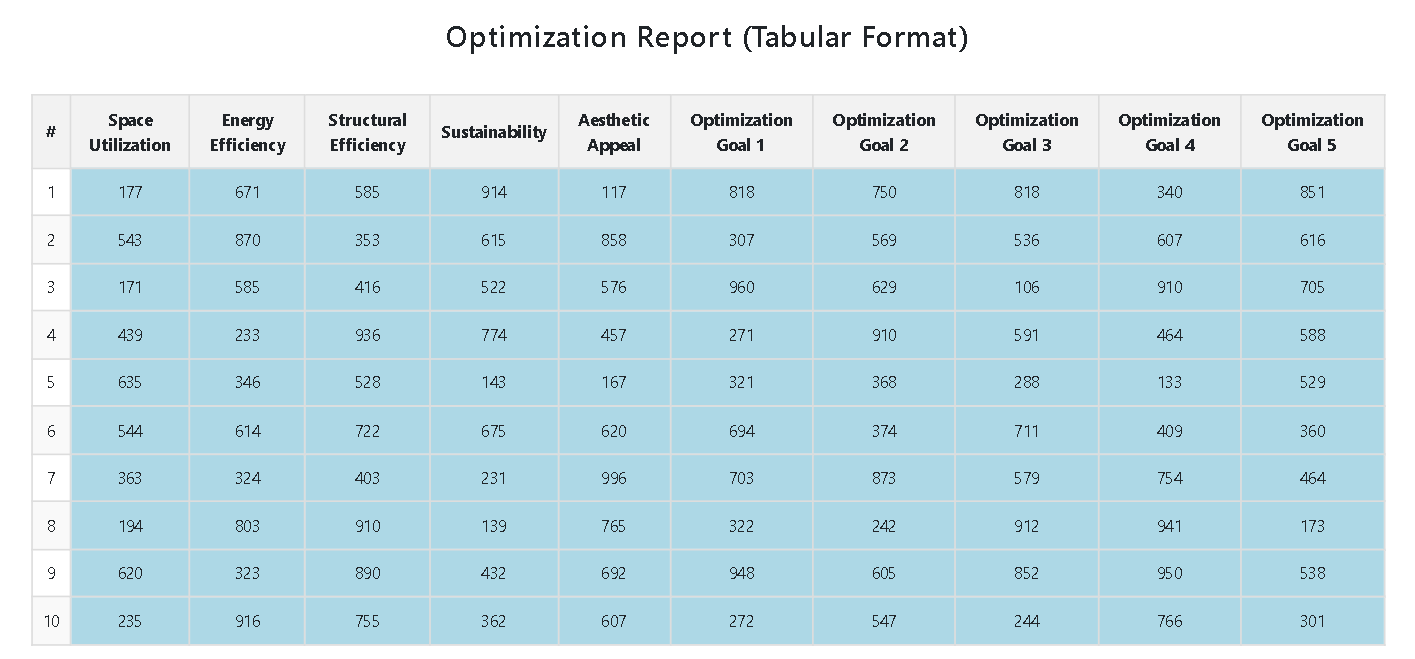 Optimization Report (Tabular Format)
# Space Utilization Energy Efficiency Structural Efficiency Sustainability Aesthetic Appeal Optimization Goal 1 Optimization Goal 2 Optimization Goal 3 Optimization Goal 4 Optimization Goal 5
1 177 671 585 914 117 818 750 818 340 851
2 543 870 353 615 858 307 569 536 607 616
3 171 585 416 522 576 960 629 106 910 705
4 439 233 936 774 457 271 910 591 464 588
5 635 346 528 143 167 321 368 288 133 529
6 544 614 722 675 620 694 374 711 409 360
7 363 324 403 231 996 703 873 579 754 464
8 194 803 910 139 765 322 242 912 941 173
9 620 323 890 432 692 948 605 852 950 538
10 235 916 755 362 607 272 547 244 766 301